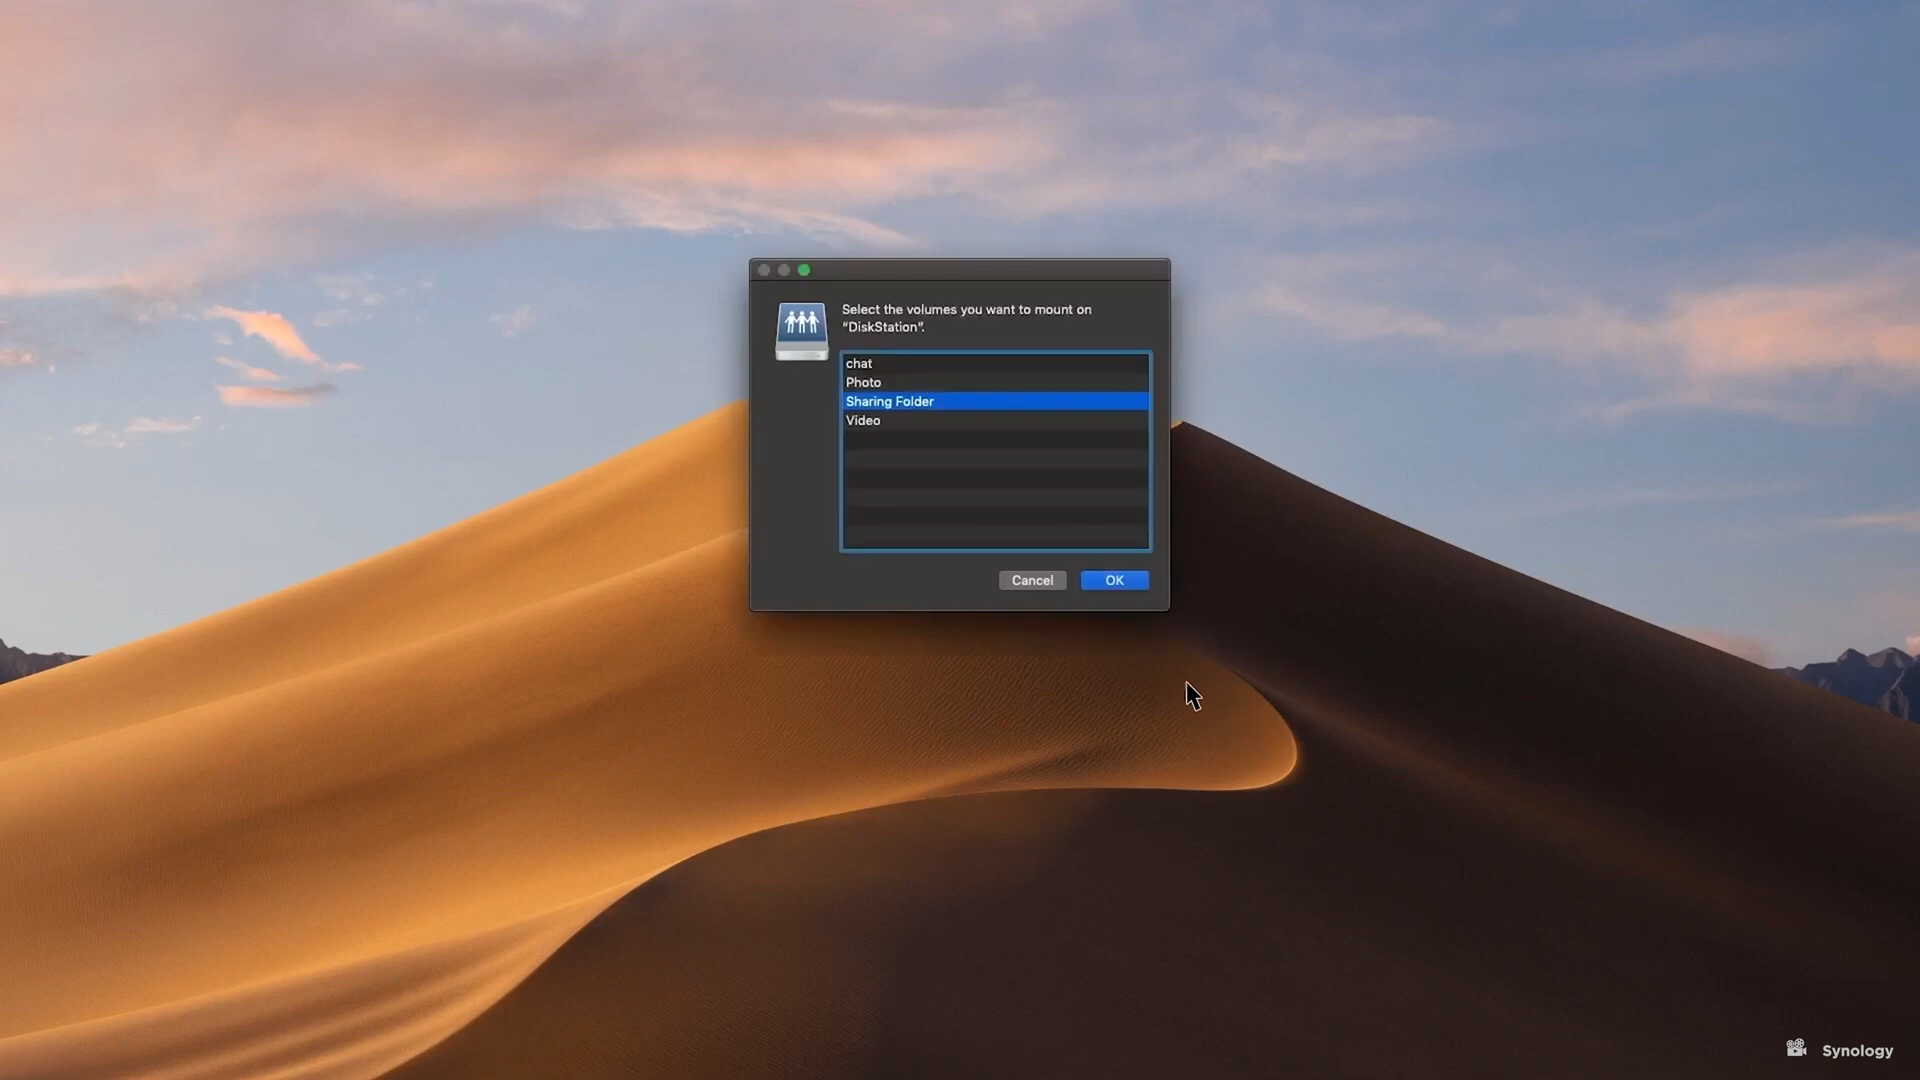 Select the volumes you want to mount on
“DiskStation”.
chat
Photo
Sharing Folder
Video
Cancel
OK
Synology